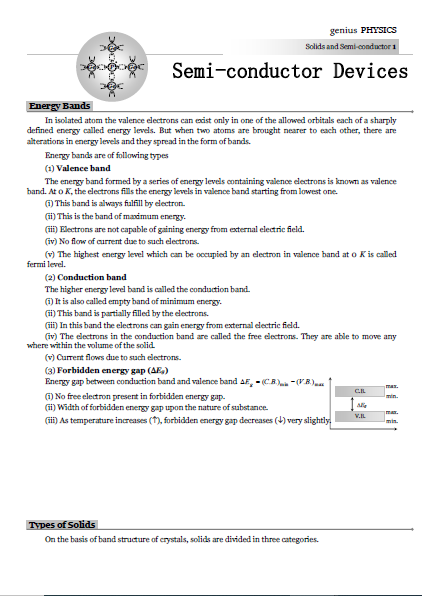 genius PHYSICS
Solids and Semi-conductor 1
Semi-conductor Devices
Energy Bands
In isolated atom the valence electrons can exist only in one of the allowed orbitals each of a sharply
defined energy called energy levels. But when two atoms are brought nearer to each other, there are
alterations in energy levels and they spread in the form of bands.
Energy bands are of following types
(1) Valence band
The energy band formed by a series of energy levels containing valence electrons is known as valence
band. At 0 K, the electrons fills the energy levels in valence band starting from lowest one.
(i) This band is always fulfill by electron.
(ii) This is the band of maximum energy.
(iii) Electrons are not capable of gaining energy from external electric field.
(iv) No flow of current due to such electrons.
(v) The highest energy level which can be occupied by an electron in valence band at 0 K is called
fermi level.
(2) Conduction band
The higher energy level band is called the conduction band.
(i) It is also called empty band of minimum energy.
(ii) This band is partially filled by the electrons.
(iii) In this band the electrons can gain energy from external electric field.
(iv) The electrons in the conduction band are called the free electrons. They are able to move any
where within the volume of the solid.
(v) Current flows due to such electrons.
(3) Forbidden energy gap (ΔEg)
Energy gap between conduction band and valence band ΔEg = (C.B.)min − (V.B.)max
(i) No free electron present in forbidden energy gap.
(ii) Width of forbidden energy gap upon the nature of substance.
(iii) As temperature increases (↑), forbidden energy gap decreases (↓) very slightly.
max.
C.B.
min.
ΔEg
max.
V.B.
min.
Types of Solids
On the basis of band structure of crystals, solids are divided in three categories.